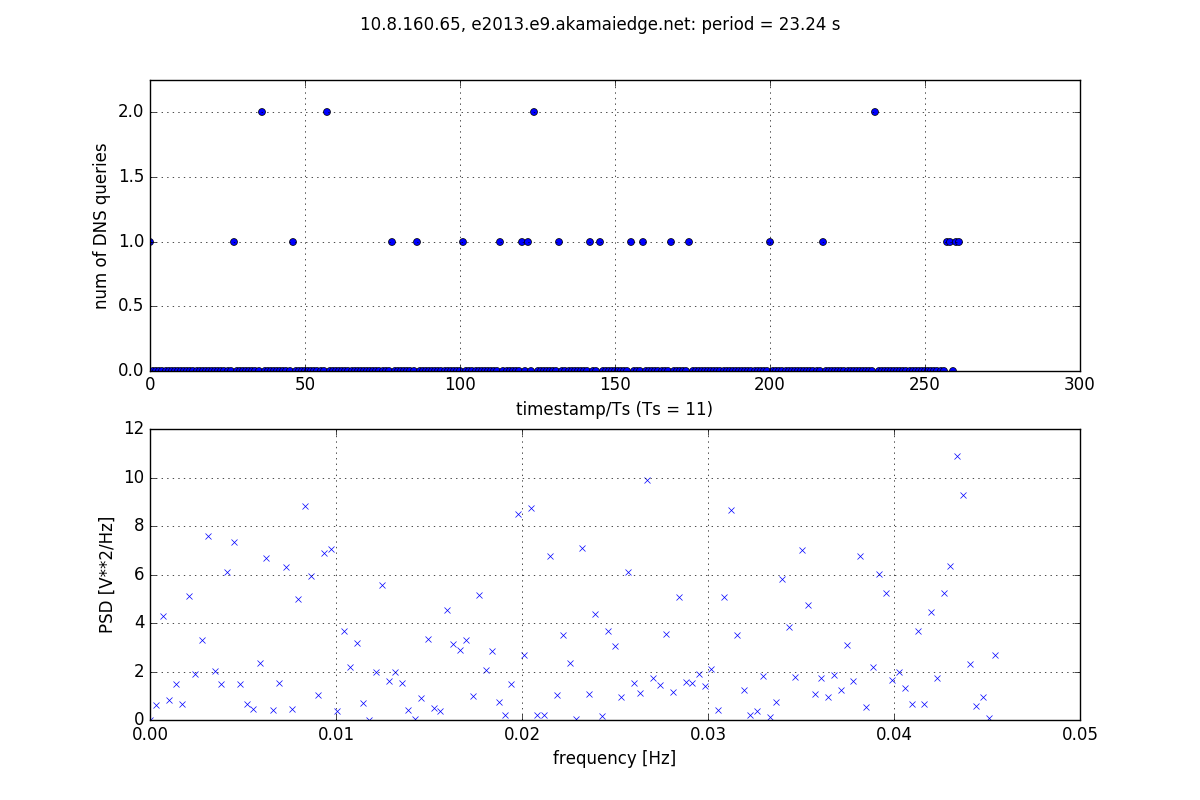 10.8.160.65, e2013.e9.akamaiedge.net: period = 23.24 s
2.0
1.5
1.0
0.5
0.0
num of DNS queries
0 50 100 150 200 250 300
timestamp/Ts (Ts = 11)
12
10
8
6
4
2
0
PSD [V**2/Hz]
0.00 0.01 0.02 0.03 0.04 0.05
frequency [Hz]